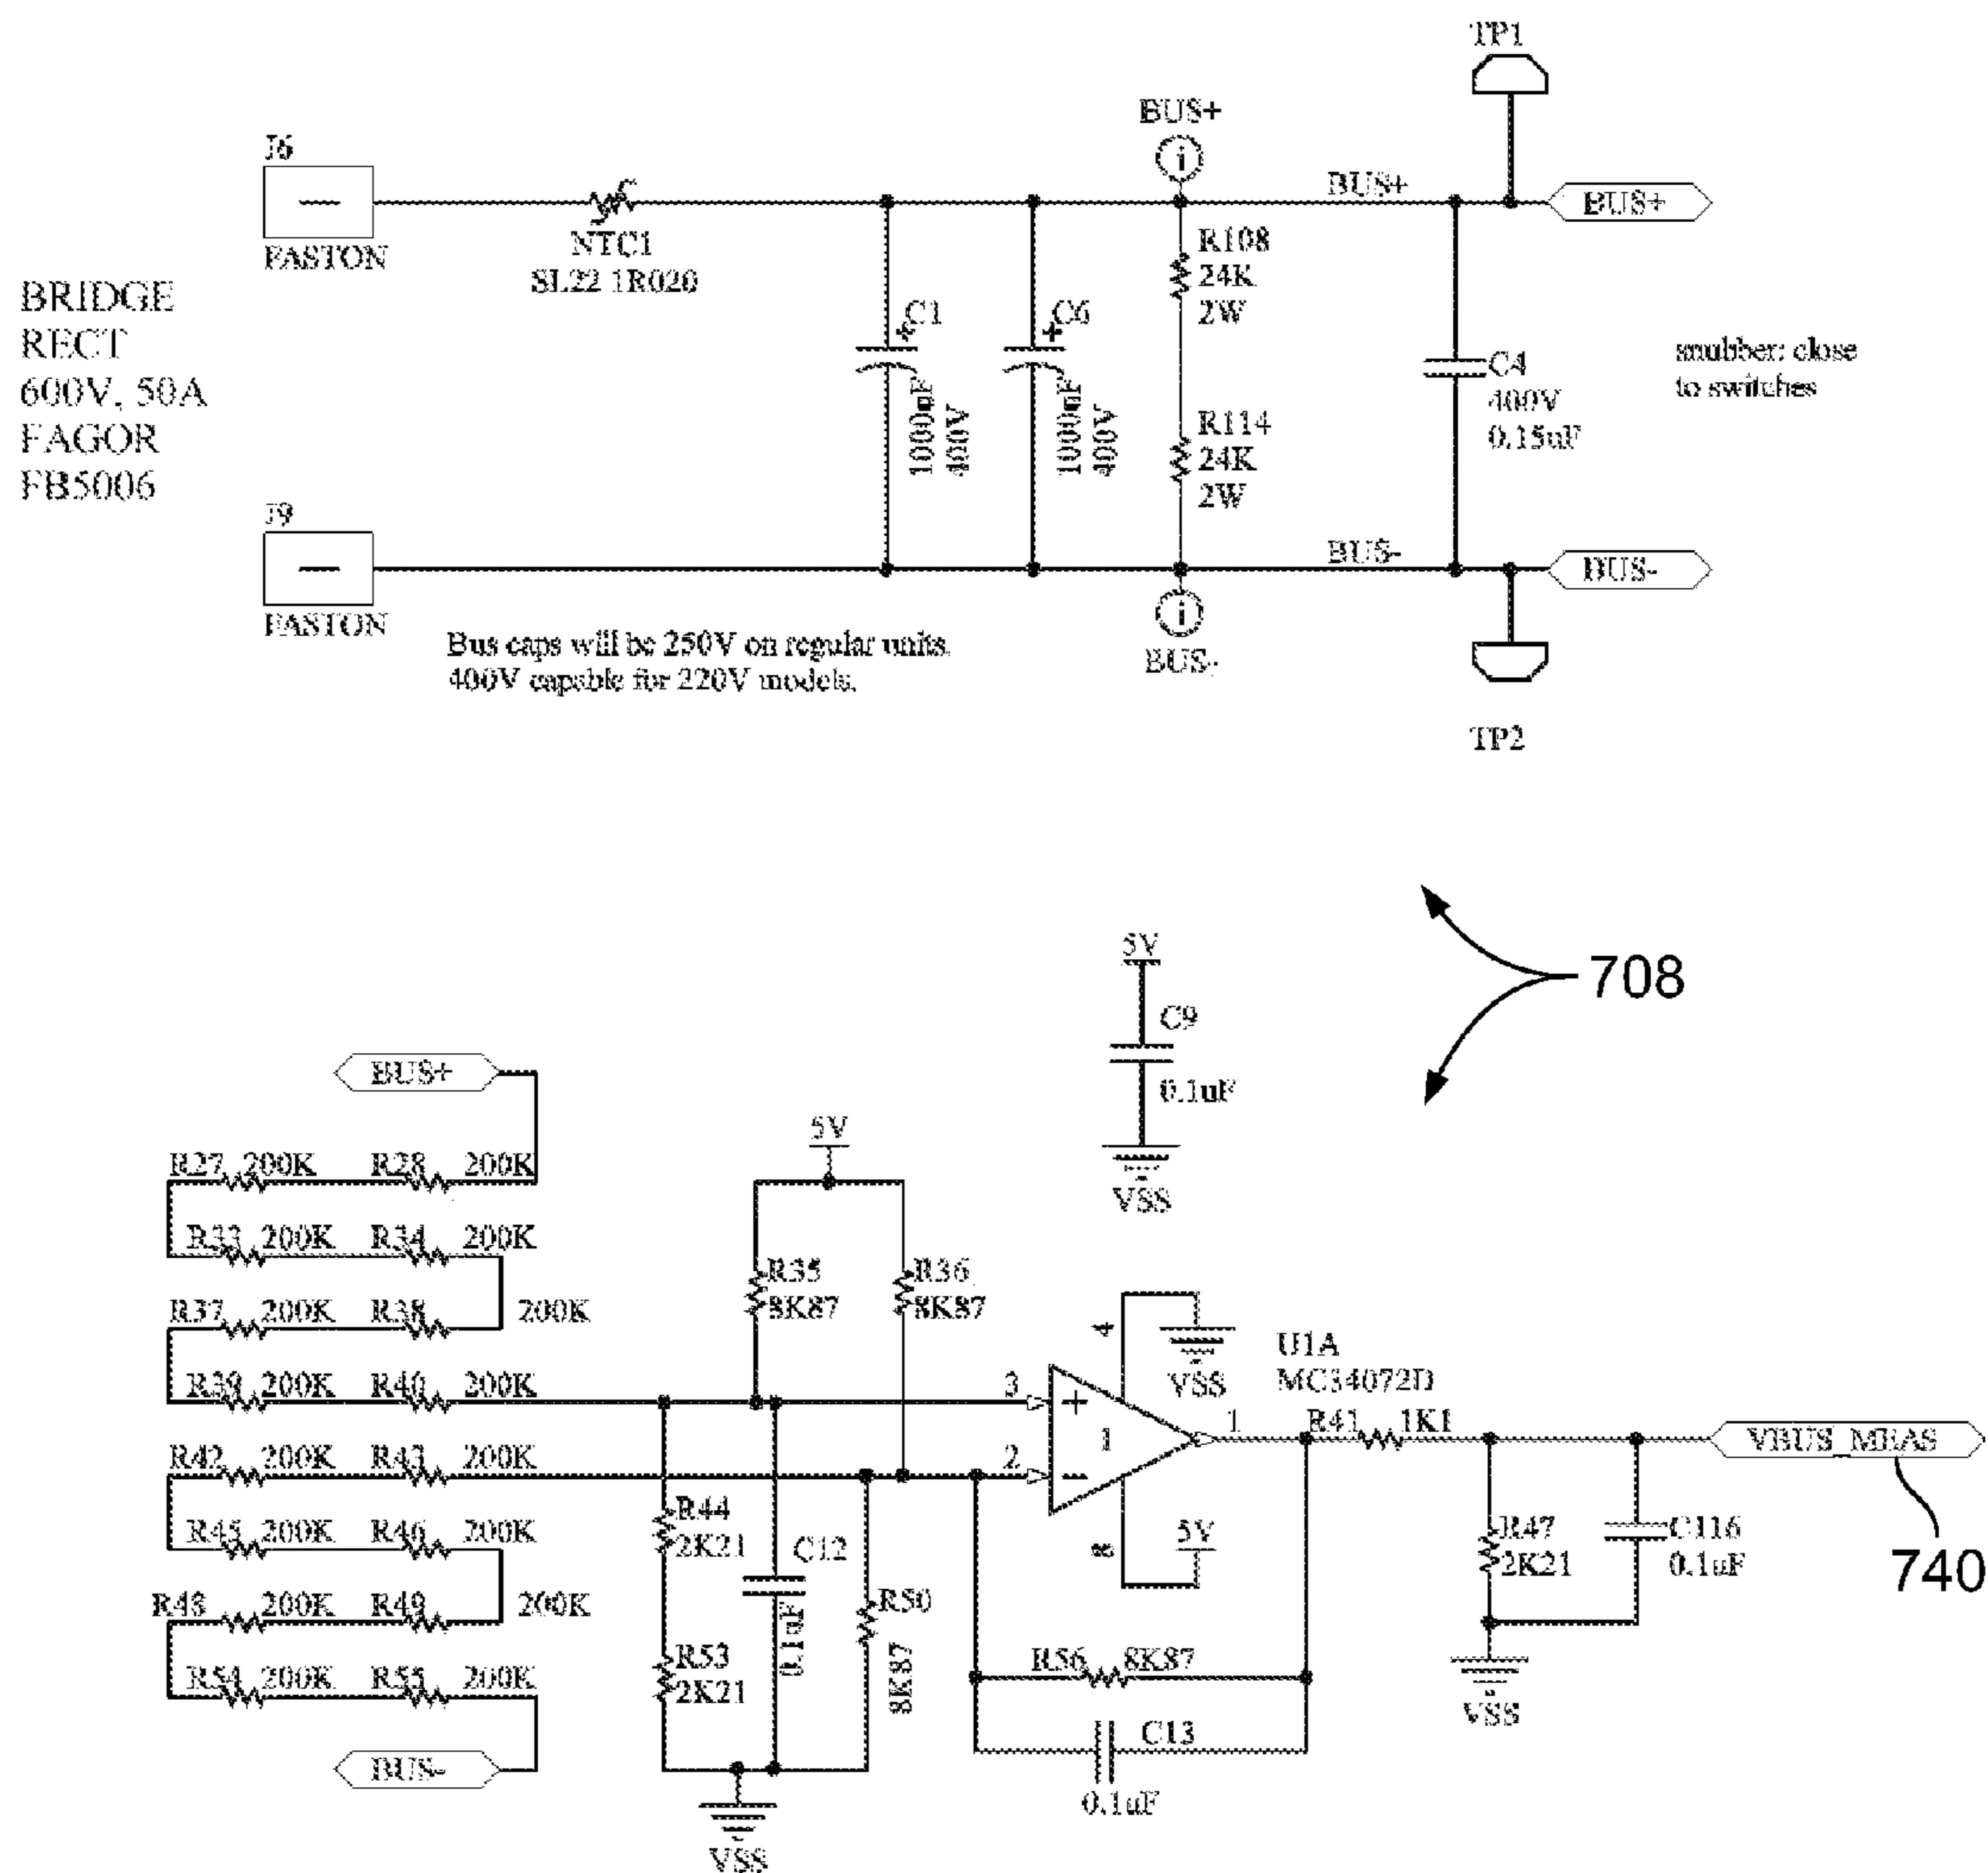 TP1
BUS+
J6
BUS+
BUS+
FASTON
NTC1
SL22 1R020
R108
24K
2W
BRIDGE
RECT
600V, 50A
FAGOR
FB5006
C1
1000uF
400V
C6
1000uF
400V
R114
24K
2W
C4
400V
0.15uF
snubber: close
to switches
J9
BUS-
BUS-
FASTON
Bus caps will be 250V on regular units.
400V capable for 220V models.
BUS-
TP2
708
5V
C9
0.1uF
VSS
BUS+
5V
R27 200K R28 200K
R33 200K R34 200K
R37 200K R38 200K
R39 200K R40 200K
R42 200K R43 200K
R45 200K R46 200K
R48 200K R49 200K
R54 200K R55 200K
BUS-
R35
8K87
R36
8K87
3
+
2
-
1
4
VSS
8
5V
U1A
MC34072D
1
R41 1K1
VBUS_MEAS
740
R44
2K21
C12
0.1uF
R50
8K87
R53
2K21
R47
2K21
C116
0.1uF
VSS
R56 8K87
C13
0.1uF
VSS